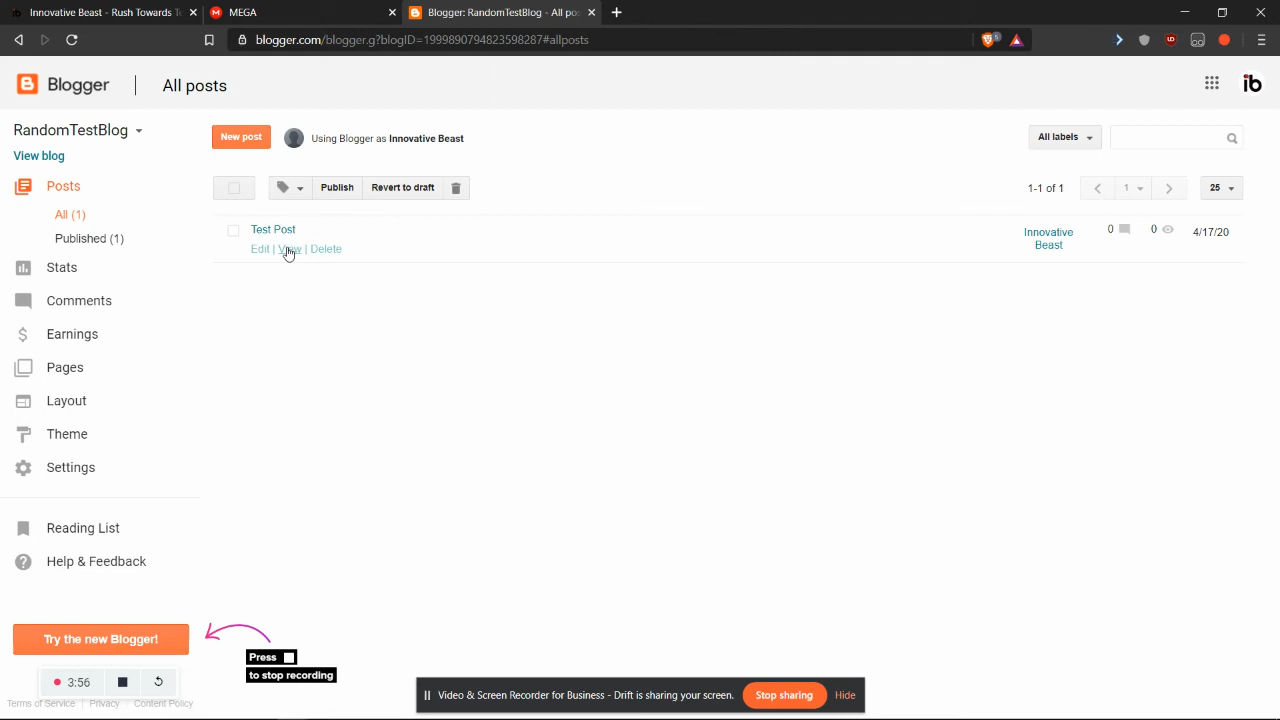 Innovative Beast - Rush Towards T
MEGA
Blogger: RandomTestBlog - All pos
blogger.com/blogger.g?blogID=1999890794823598287#allposts
5
Blogger
All posts
ib
RandomTestBlog
View blog
New post
Using Blogger as Innovative Beast
All labels
Posts
Publish
Revert to draft
1-1 of 1
1
25
All (1)
Published (1)
Test Post
Edit | View | Delete
Innovative
Beast
0
0
4/17/20
Stats
Comments
Earnings
Pages
Layout
Theme
Settings
Reading List
Help & Feedback
Try the new Blogger!
Press
to stop recording
3:56
Terms of Service
Privacy
Content Policy
Video & Screen Recorder for Business - Drift is sharing your screen.
Stop sharing
Hide